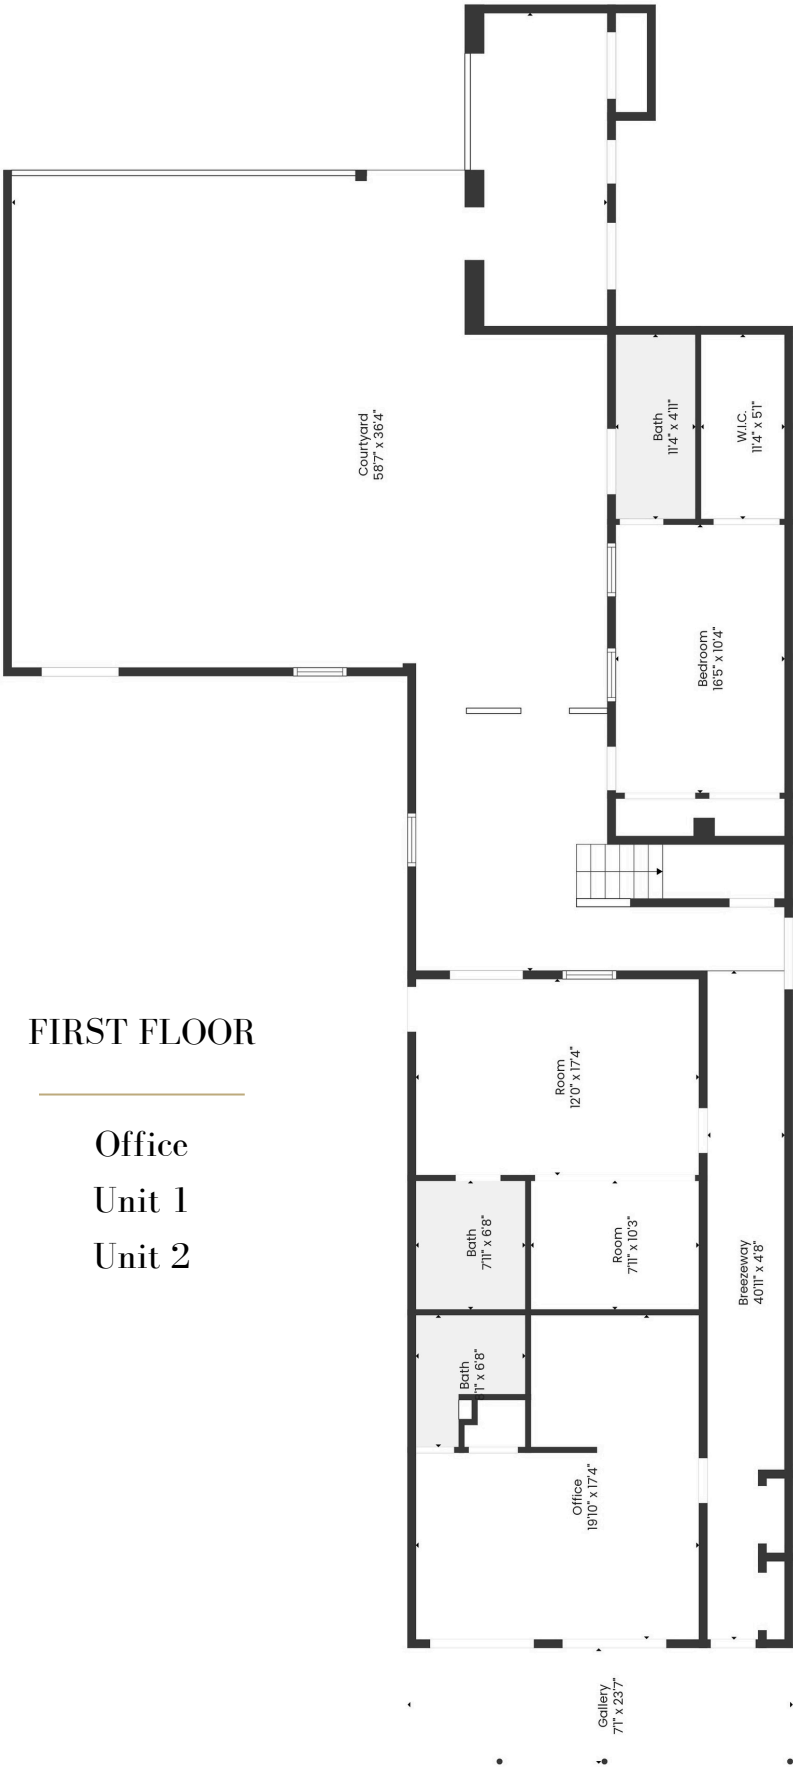 Courtyard
58'7" x 36'4"
Bath
11'4" x 4'11"
W.I.C.
11'4" x 5'1"
Bedroom
16'5" x 10'4"
FIRST FLOOR
Office
Unit 1
Unit 2
Room
12'0" x 17'4"
Bath
7'11" x 6'8"
Room
7'11" x 10'3"
Breezeway
40'11" x 4'8"
Bath
x 6'8"
Office
19'10" x 17'4"
Gallery
7'1" x 23'7"